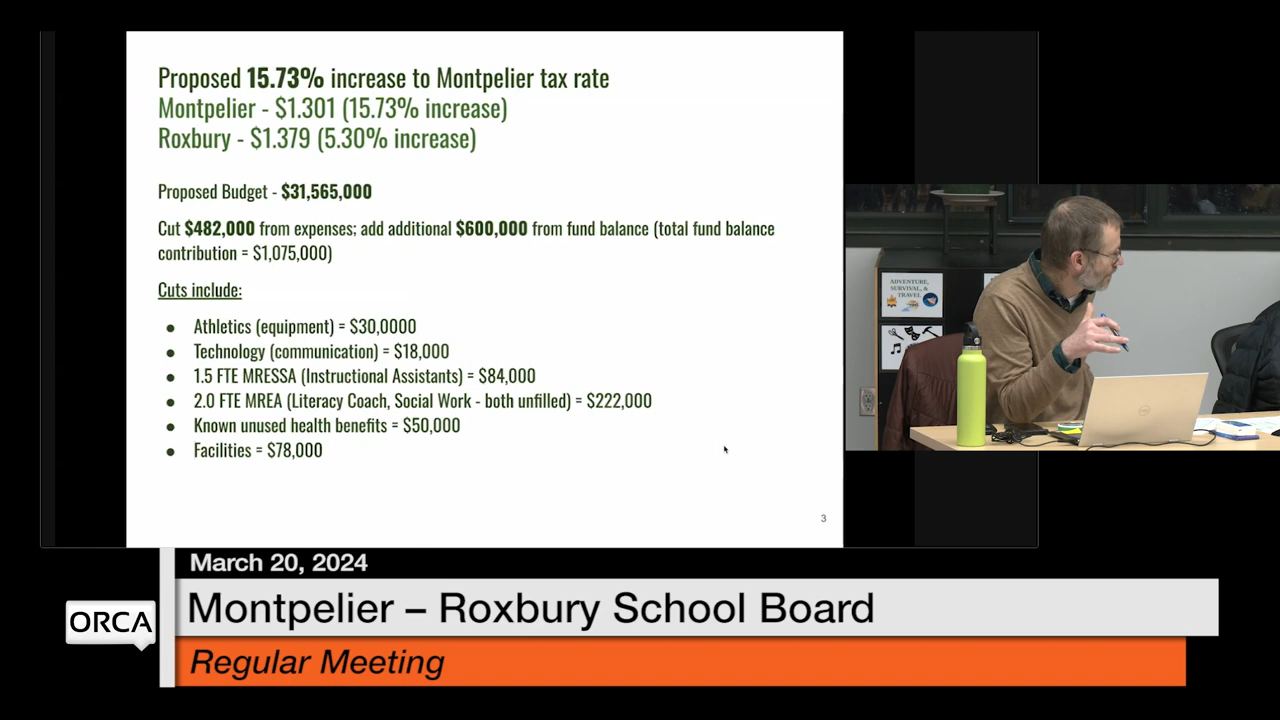 Proposed 15.73% increase to Montpelier tax rate
Montpelier - $1.301 (15.73% increase)
Roxbury - $1.379 (5.30% increase)
Proposed Budget - $31,565,000
Cut $482,000 from expenses; add additional $600,000 from fund balance (total fund balance
contribution = $1,075,000)
Cuts include:
● Athletics (equipment) = $30,0000
● Technology (communication) = $18,000
● 1.5 FTE MRESSA (Instructional Assistants) = $84,000
● 2.0 FTE MREA (Literacy Coach, Social Work - both unfilled) = $222,000
● Known unused health benefits = $50,000
● Facilities = $78,000
3
ADVENTURE,
SURVIVAL, &
TRAVEL
March 20, 2024
ORCA
Montpelier – Roxbury School Board
Regular Meeting